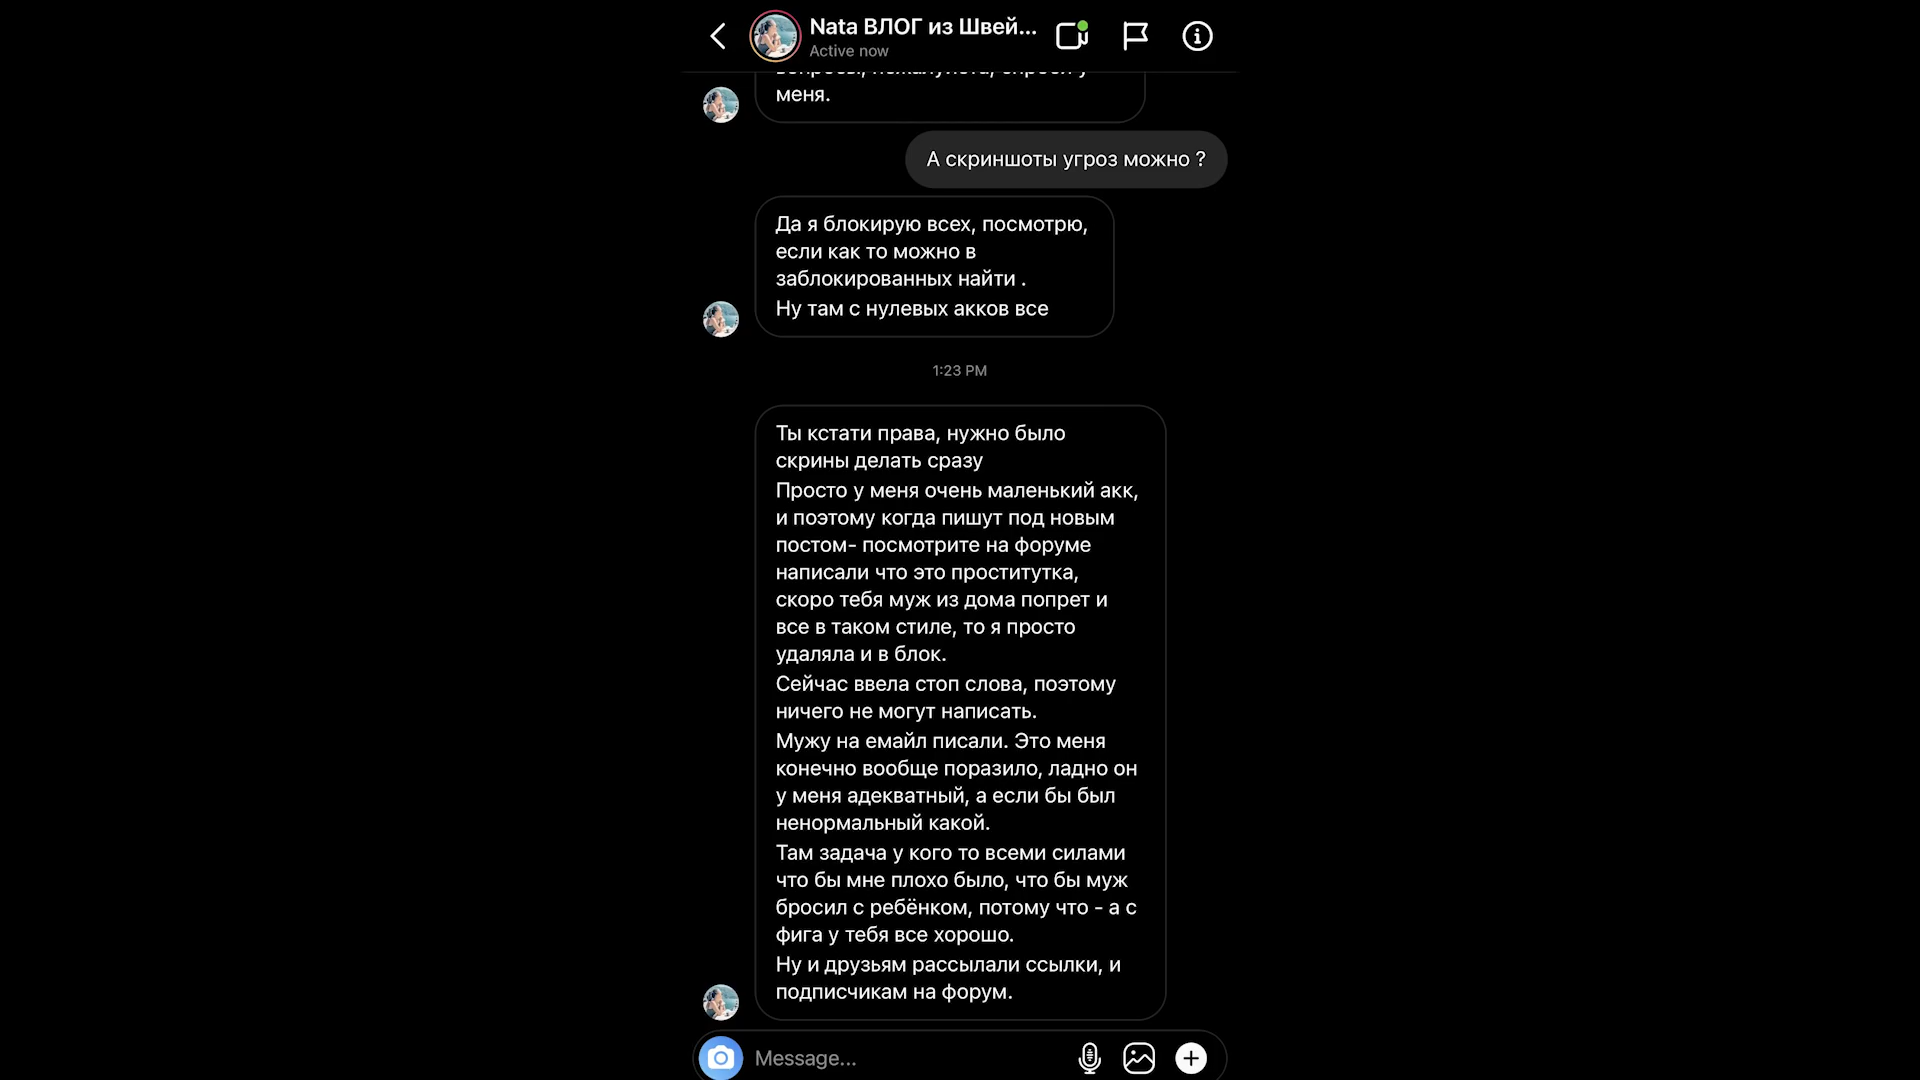 Nata ВЛОГ из Швей...
Active now
вопросы, пожалуйста, спроси у
меня.
А скриншоты угроз можно ?
Да я блокирую всех, посмотрю,
если как то можно в
заблокированных найти .
Ну там с нулевых акков все
1:23 PM
Ты кстати права, нужно было
скрины делать сразу
Просто у меня очень маленький акк,
и поэтому когда пишут под новым
постом- посмотрите на форуме
написали что это проститутка,
скоро тебя муж из дома попрет и
все в таком стиле, то я просто
удаляла и в блок.
Сейчас ввела стоп слова, поэтому
ничего не могут написать.
Мужу на емайл писали. Это меня
конечно вообще поразило, ладно он
у меня адекватный, а если бы был
ненормальный какой.
Там задача у кого то всеми силами
что бы мне плохо было, что бы муж
бросил с ребёнком, потому что - а с
фига у тебя все хорошо.
Ну и друзьям рассылали ссылки, и
подписчикам на форум.
Message...